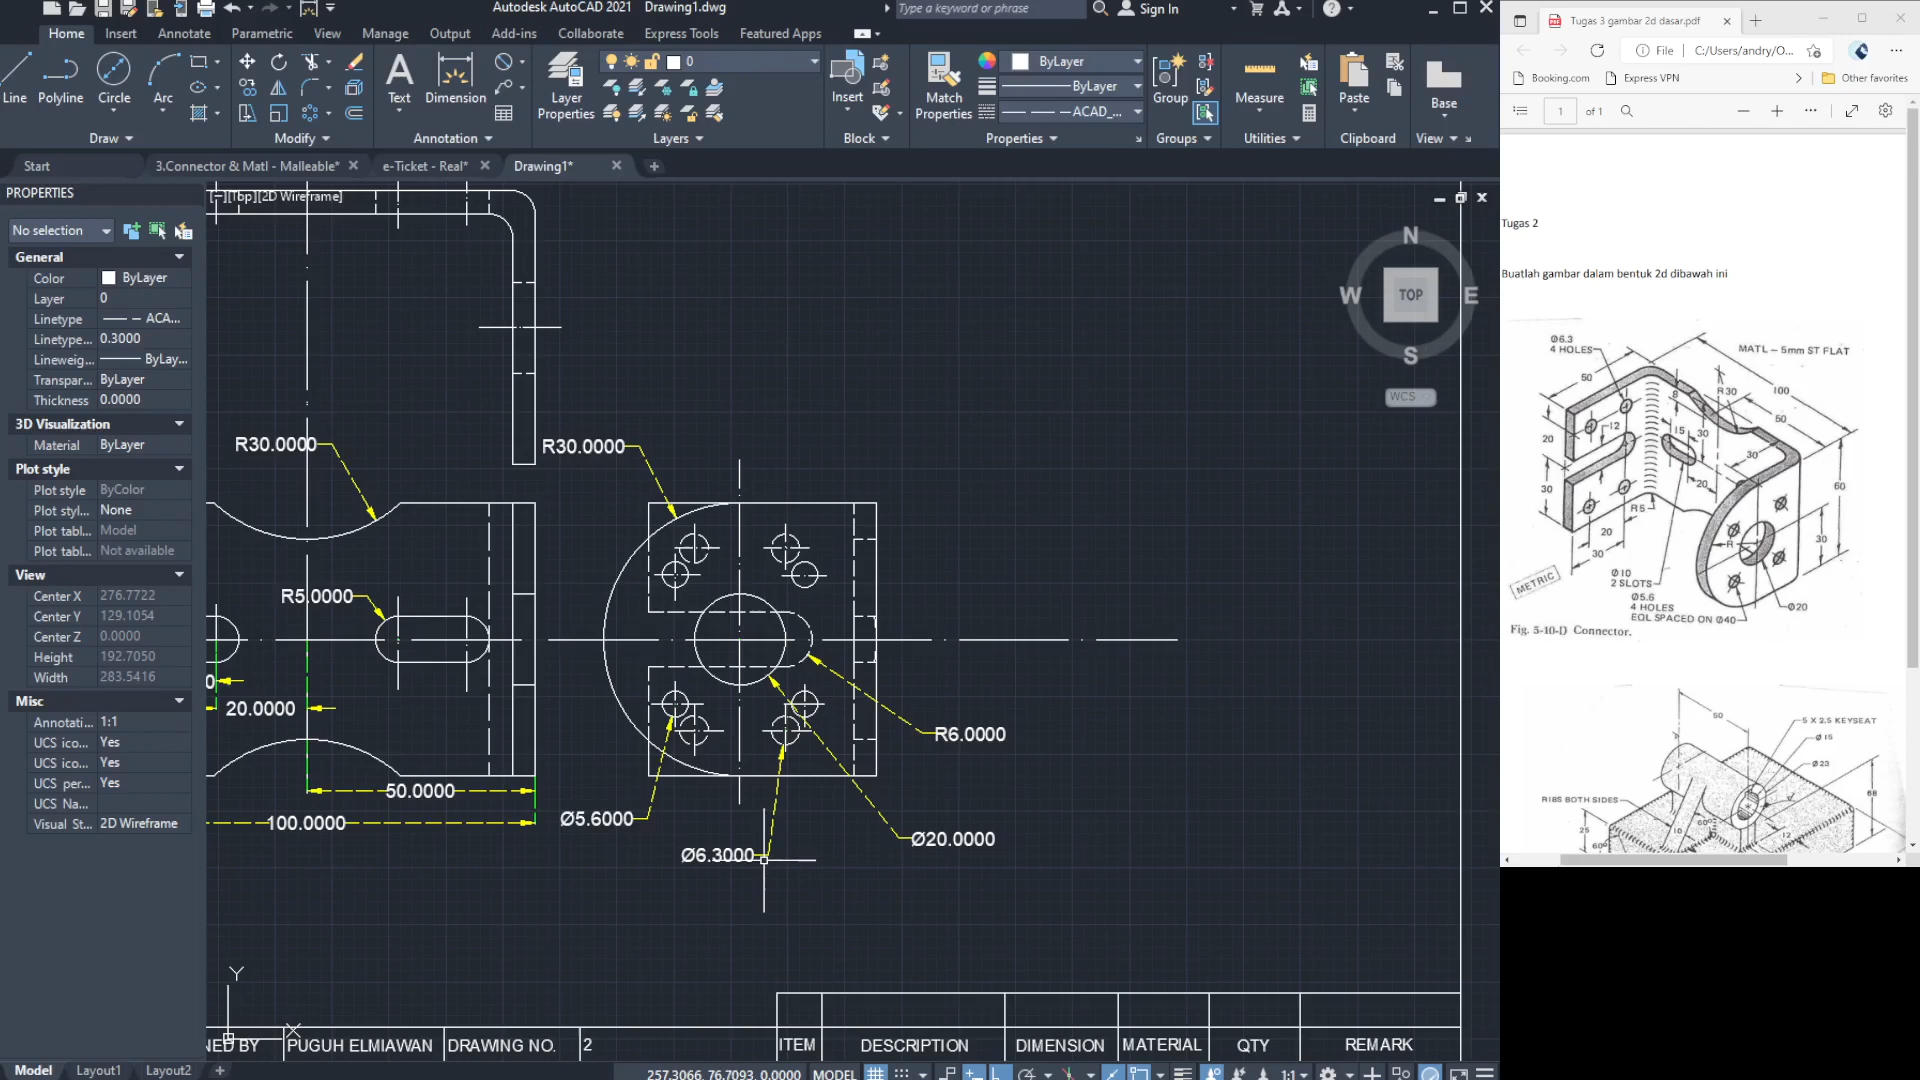 Autodesk AutoCAD 2021 Drawing1.dwg
Type a keyword or phrase
Sign In
Home Insert Annotate Parametric View Manage Output Add-ins Collaborate Express Tools Featured Apps
Line Polyline Circle Arc
Text Dimension
Layer
Properties
0
Insert
Match
Properties
ByLayer
ByLayer
ACAD_...
Group
Measure
Paste
Base
Draw Modify Annotation Layers Block Properties Groups Utilities Clipboard View
Start 3.Connector & Matl - Malleable* e-Ticket - Real* Drawing1*
PROPERTIES
No selection
General
Color ByLayer
Layer 0
Linetype ACA...
Linetype... 0.3000
Lineweig... ByLay...
Transpar... ByLayer
Thickness 0.0000
3D Visualization
Material ByLayer
Plot style
Plot style ByColor
Plot styl... None
Plot tabl... Model
Plot tabl... Not available
View
Center X 276.7722
Center Y 129.1054
Center Z 0.0000
Height 192.7050
Width 283.5416
Misc
Annotati... 1:1
UCS ico... Yes
UCS ico... Yes
UCS per... Yes
UCS Na...
Visual St... 2D Wireframe
[−][Top][2D Wireframe]
N
W TOP E
S
WCS
R30.0000
R30.0000
R5.0000
0
20.0000
50.0000
100.0000
R6.0000
Ø5.6000
Ø20.0000
Ø6.3000
Y
X
NED BY PUGUH ELMIAWAN DRAWING NO. 2
ITEM DESCRIPTION DIMENSION MATERIAL QTY REMARK
Model Layout1 Layout2
257.3066, 76.7093, 0.0000 MODEL 1:1
Tugas 3 gambar 2d dasar.pdf
File C:/Users/andry/O...
Booking.com Express VPN Other favorites
1 of 1
Tugas 2
Buatlah gambar dalam bentuk 2d dibawah ini
Ø6.3
4 HOLES
MATL – 5mm ST FLAT
50
8
R30
100
50
12
15
30
20
30
60
30
20
R5
20
30
R
30
METRIC
Ø10
2 SLOTS
Ø5.6
4 HOLES
EQL SPACED ON Ø40
Ø20
Fig. 5-10-D Connector.
50
5 X 2.5 KEYSEAT
Ø15
Ø23
R18S BOTH SIDES
68
25
60°
10
60°
12